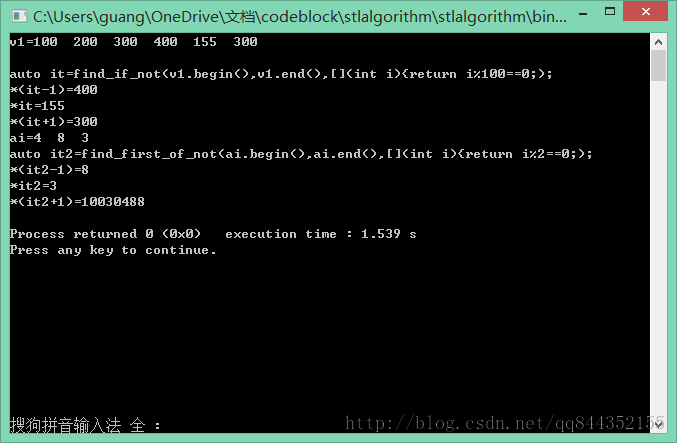 C:\Users\guang\OneDrive\文档\codeblock\stlalgorithm\stlalgorithm\bin...
v1=100  200  300  400  155  300
auto it=find_if_not(v1.begin(),v1.end(),[](int i){return i%100==0;);
*(it-1)=400
*it=155
*(it+1)=300
ai=4  8  3
auto it2=find_first_of_not(ai.begin(),ai.end(),[](int i){return i%2==0;);
*(it2-1)=8
*it2=3
*(it2+1)=10030488
Process returned 0 (0x0)   execution time : 1.539 s
Press any key to continue.
搜狗拼音输入法 全 :
http://blog.csdn.net/qq844352155